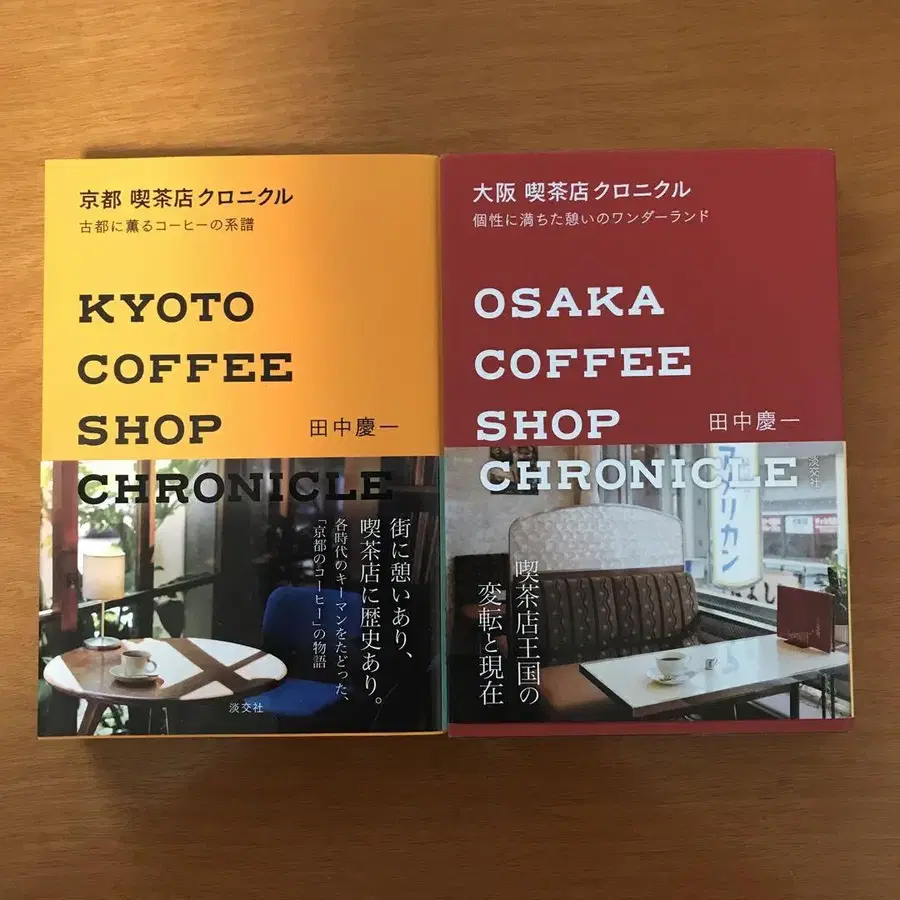 京都 喫茶店クロニクル
古都に薫るコーヒーの系譜
KYOTO
COFFEE
SHOP
田中慶一
CHRONICLE
街に憩いあり、
喫茶店に歴史あり。
各時代のキーマンをたどった、
「京都のコーヒー」の物語
淡交社
大阪 喫茶店クロニクル
個性に満ちた憩いのワンダーランド
OSAKA
COFFEE
SHOP
田中慶一
CHRONICLE
淡交社
アメリカン
喫茶店王国の
変転と現在